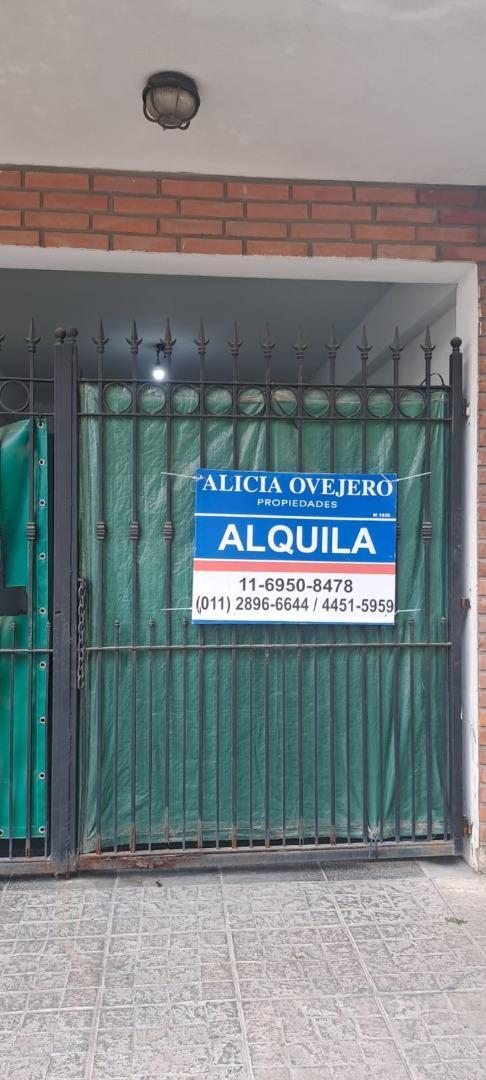 ALICIA OVEJERO
PROPIEDADES
ALQUILA
11-6950-8478
(011) 2896-6644 / 4451-5959